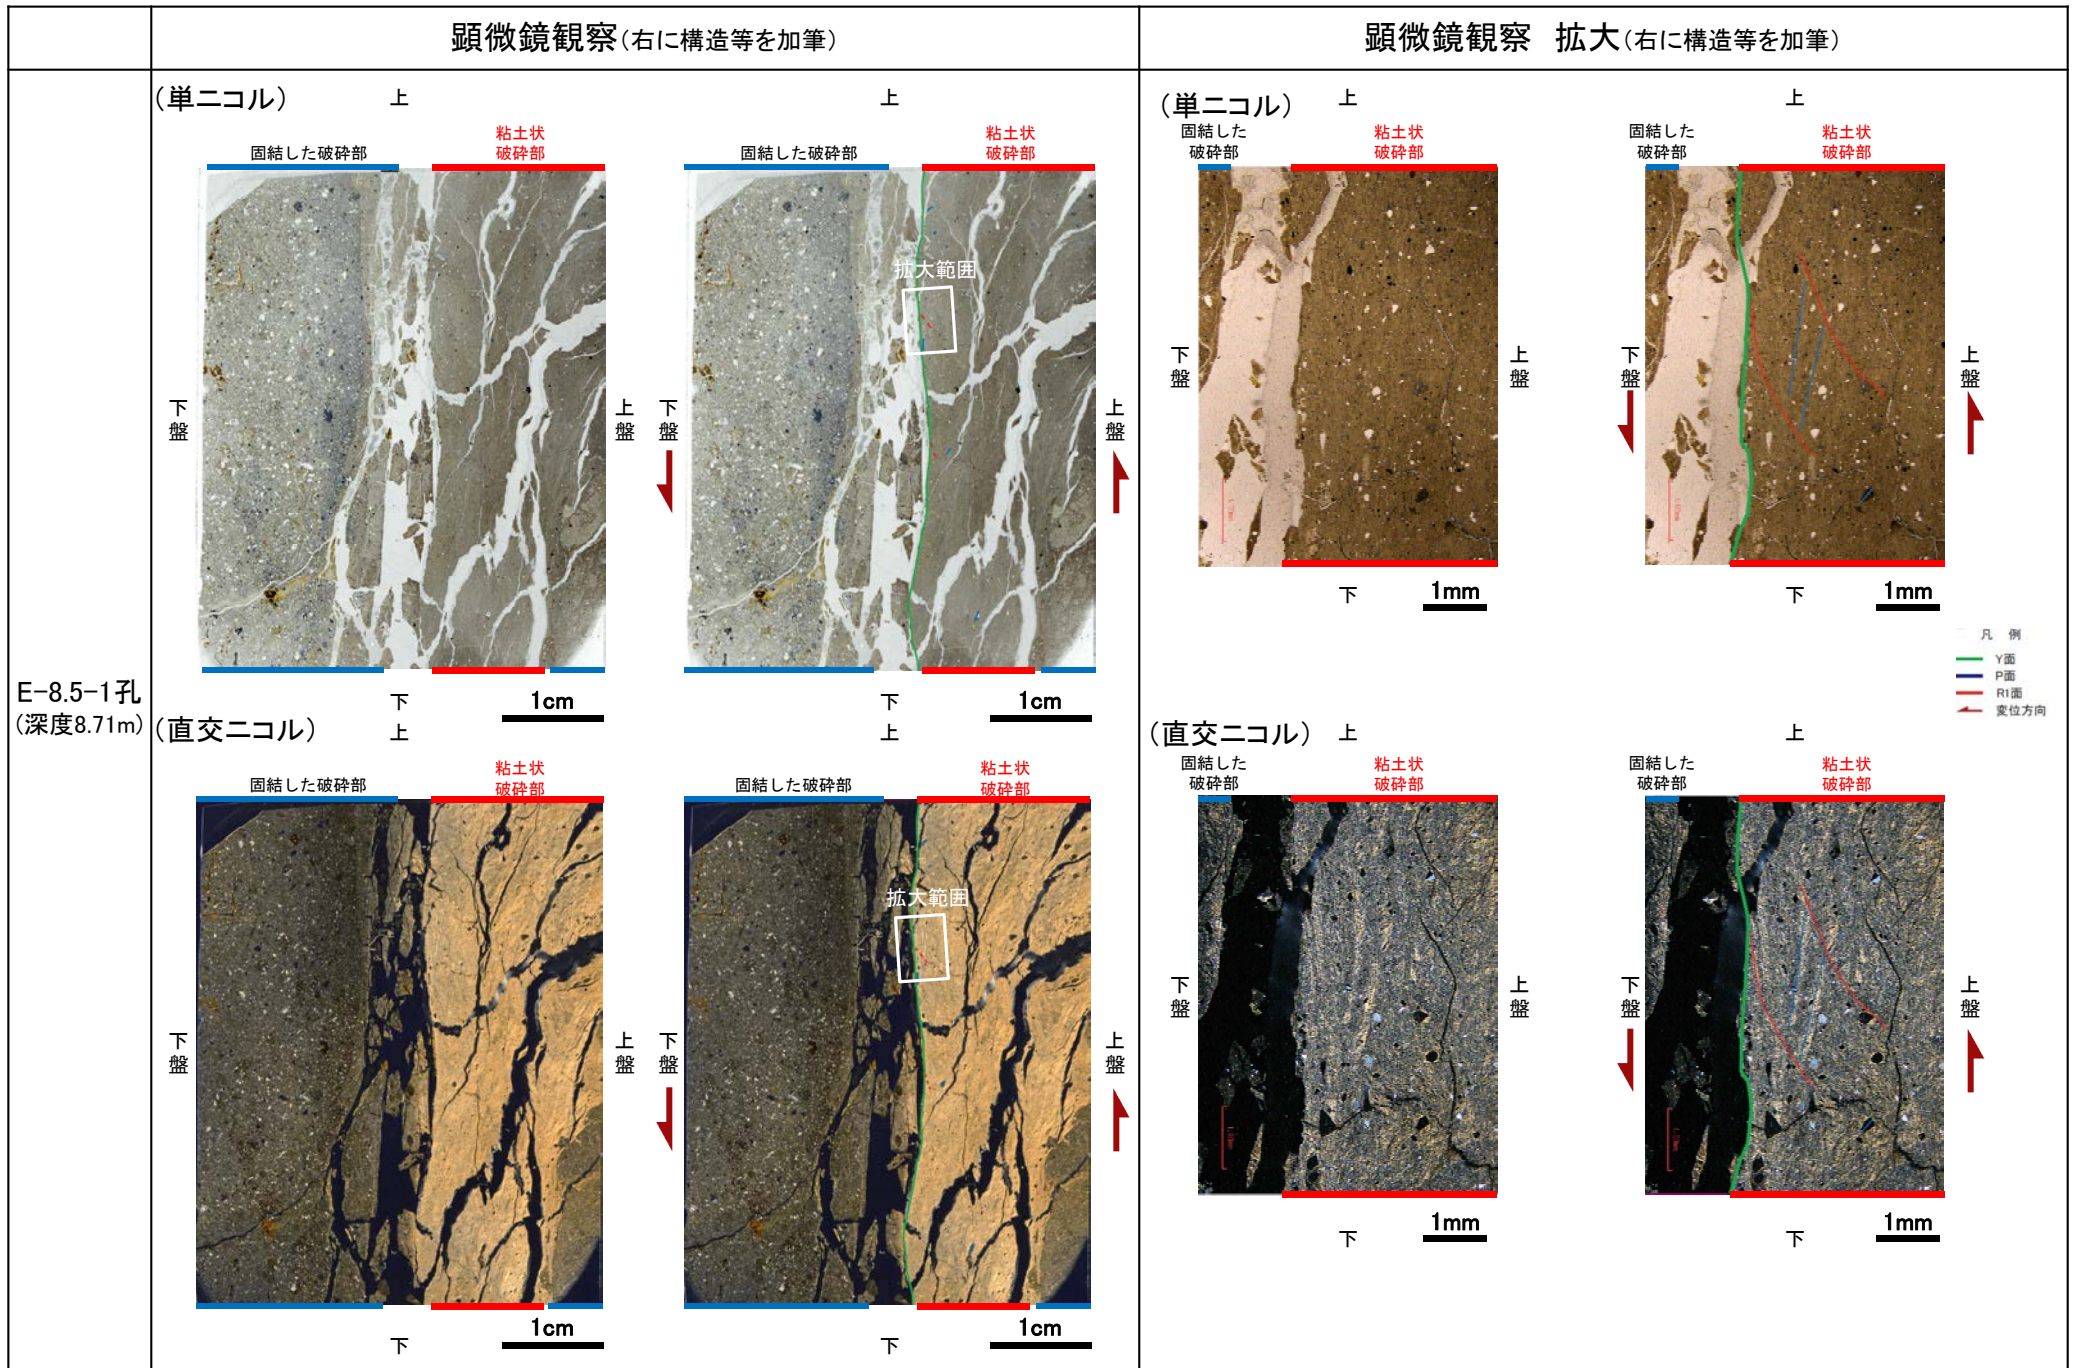 顕微鏡観察(右に構造等を加筆)
顕微鏡観察 拡大(右に構造等を加筆)
E-8.5-1孔
(深度8.71m)
(単ニコル)
上
固結した破砕部
粘土状
破砕部
下盤
上盤
下
1cm
上
固結した破砕部
粘土状
破砕部
拡大範囲
下盤
上盤
下
1cm
(直交ニコル)
上
固結した破砕部
粘土状
破砕部
下盤
上盤
下
1cm
上
固結した破砕部
粘土状
破砕部
拡大範囲
下盤
上盤
下
1cm
(単ニコル)
上
固結した
破砕部
粘土状
破砕部
下盤
上盤
下
1mm
上
固結した
破砕部
粘土状
破砕部
下盤
上盤
下
1mm
凡 例
Y面
P面
R1面
変位方向
(直交ニコル)
上
固結した
破砕部
粘土状
破砕部
下盤
上盤
下
1mm
上
固結した
破砕部
粘土状
破砕部
下盤
上盤
下
1mm